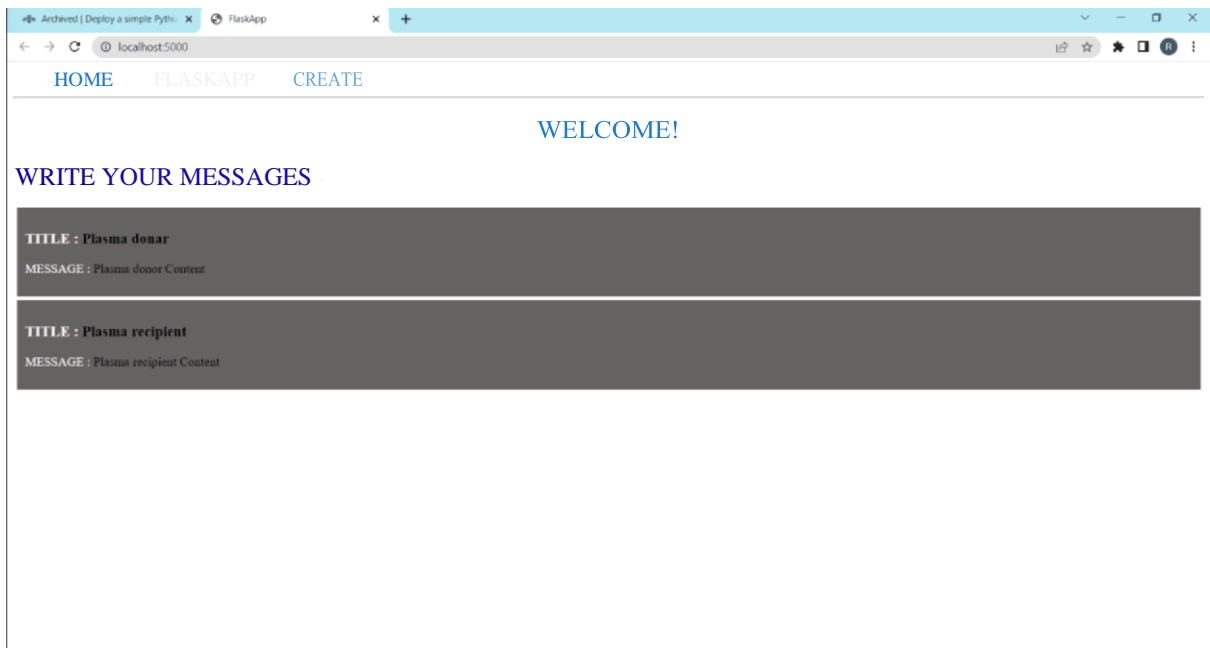 Archived | Deploy a simple Pytho
FlaskApp
localhost:5000
R
HOME FLASKAPP CREATE
WELCOME!
WRITE YOUR MESSAGES
TITLE : Plasma donar
MESSAGE : Plasma donor Content
TITLE : Plasma recipient
MESSAGE : Plasma recipient Content